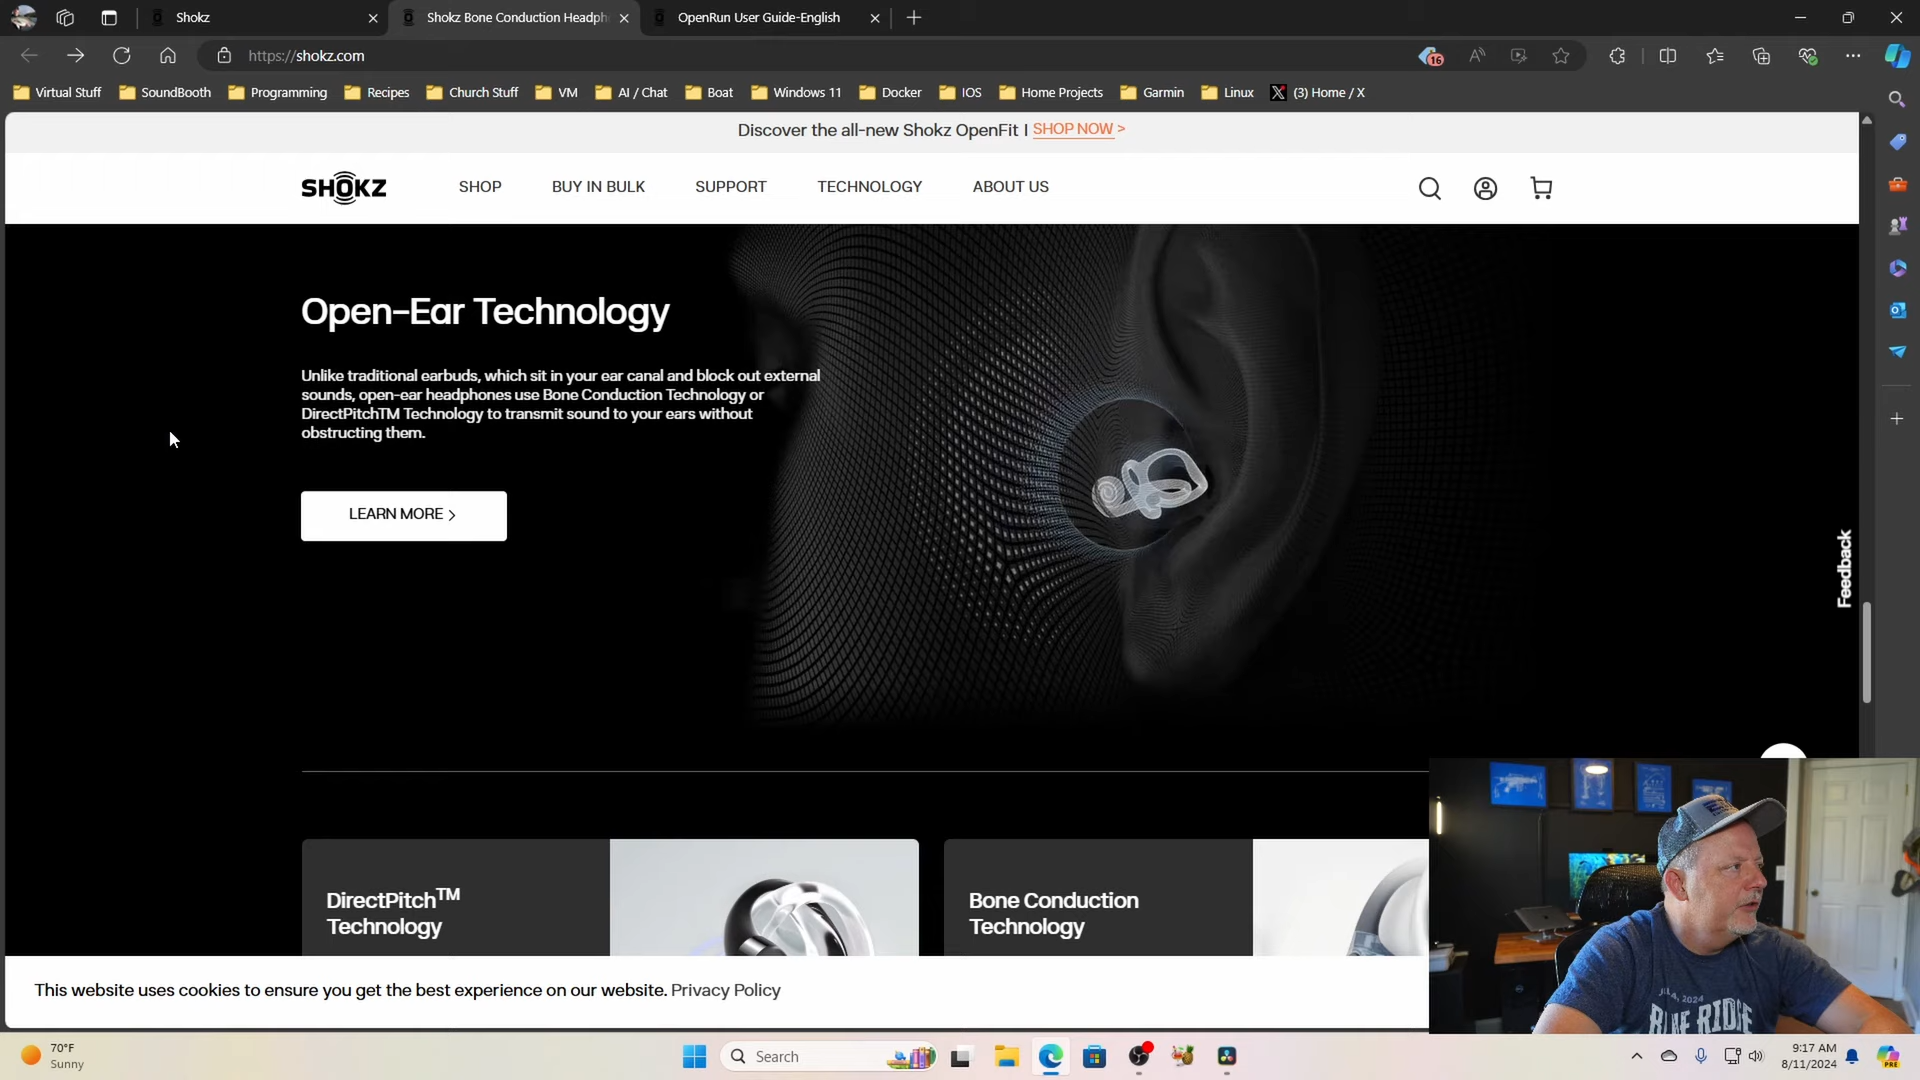 Shokz
Shokz Bone Conduction Headph
OpenRun User Guide-English
https://shokz.com
16
Virtual Stuff
SoundBooth
Programming
Recipes
Church Stuff
VM
AI / Chat
Boat
Windows 11
Docker
IOS
Home Projects
Garmin
Linux
(3) Home / X
Discover the all-new Shokz OpenFit | SHOP NOW >
SHOKZ
SHOP
BUY IN BULK
SUPPORT
TECHNOLOGY
ABOUT US
Open-Ear Technology
Unlike traditional earbuds, which sit in your ear canal and block out external
sounds, open-ear headphones use Bone Conduction Technology or
DirectPitchTM Technology to transmit sound to your ears without
obstructing them.
LEARN MORE >
Feedback
DirectPitch™
Technology
Bone Conduction
Technology
This website uses cookies to ensure you get the best experience on our website. Privacy Policy
2024
BLUE RIDGE
70°F
Sunny
Search
9:17 AM
8/11/2024
PRE